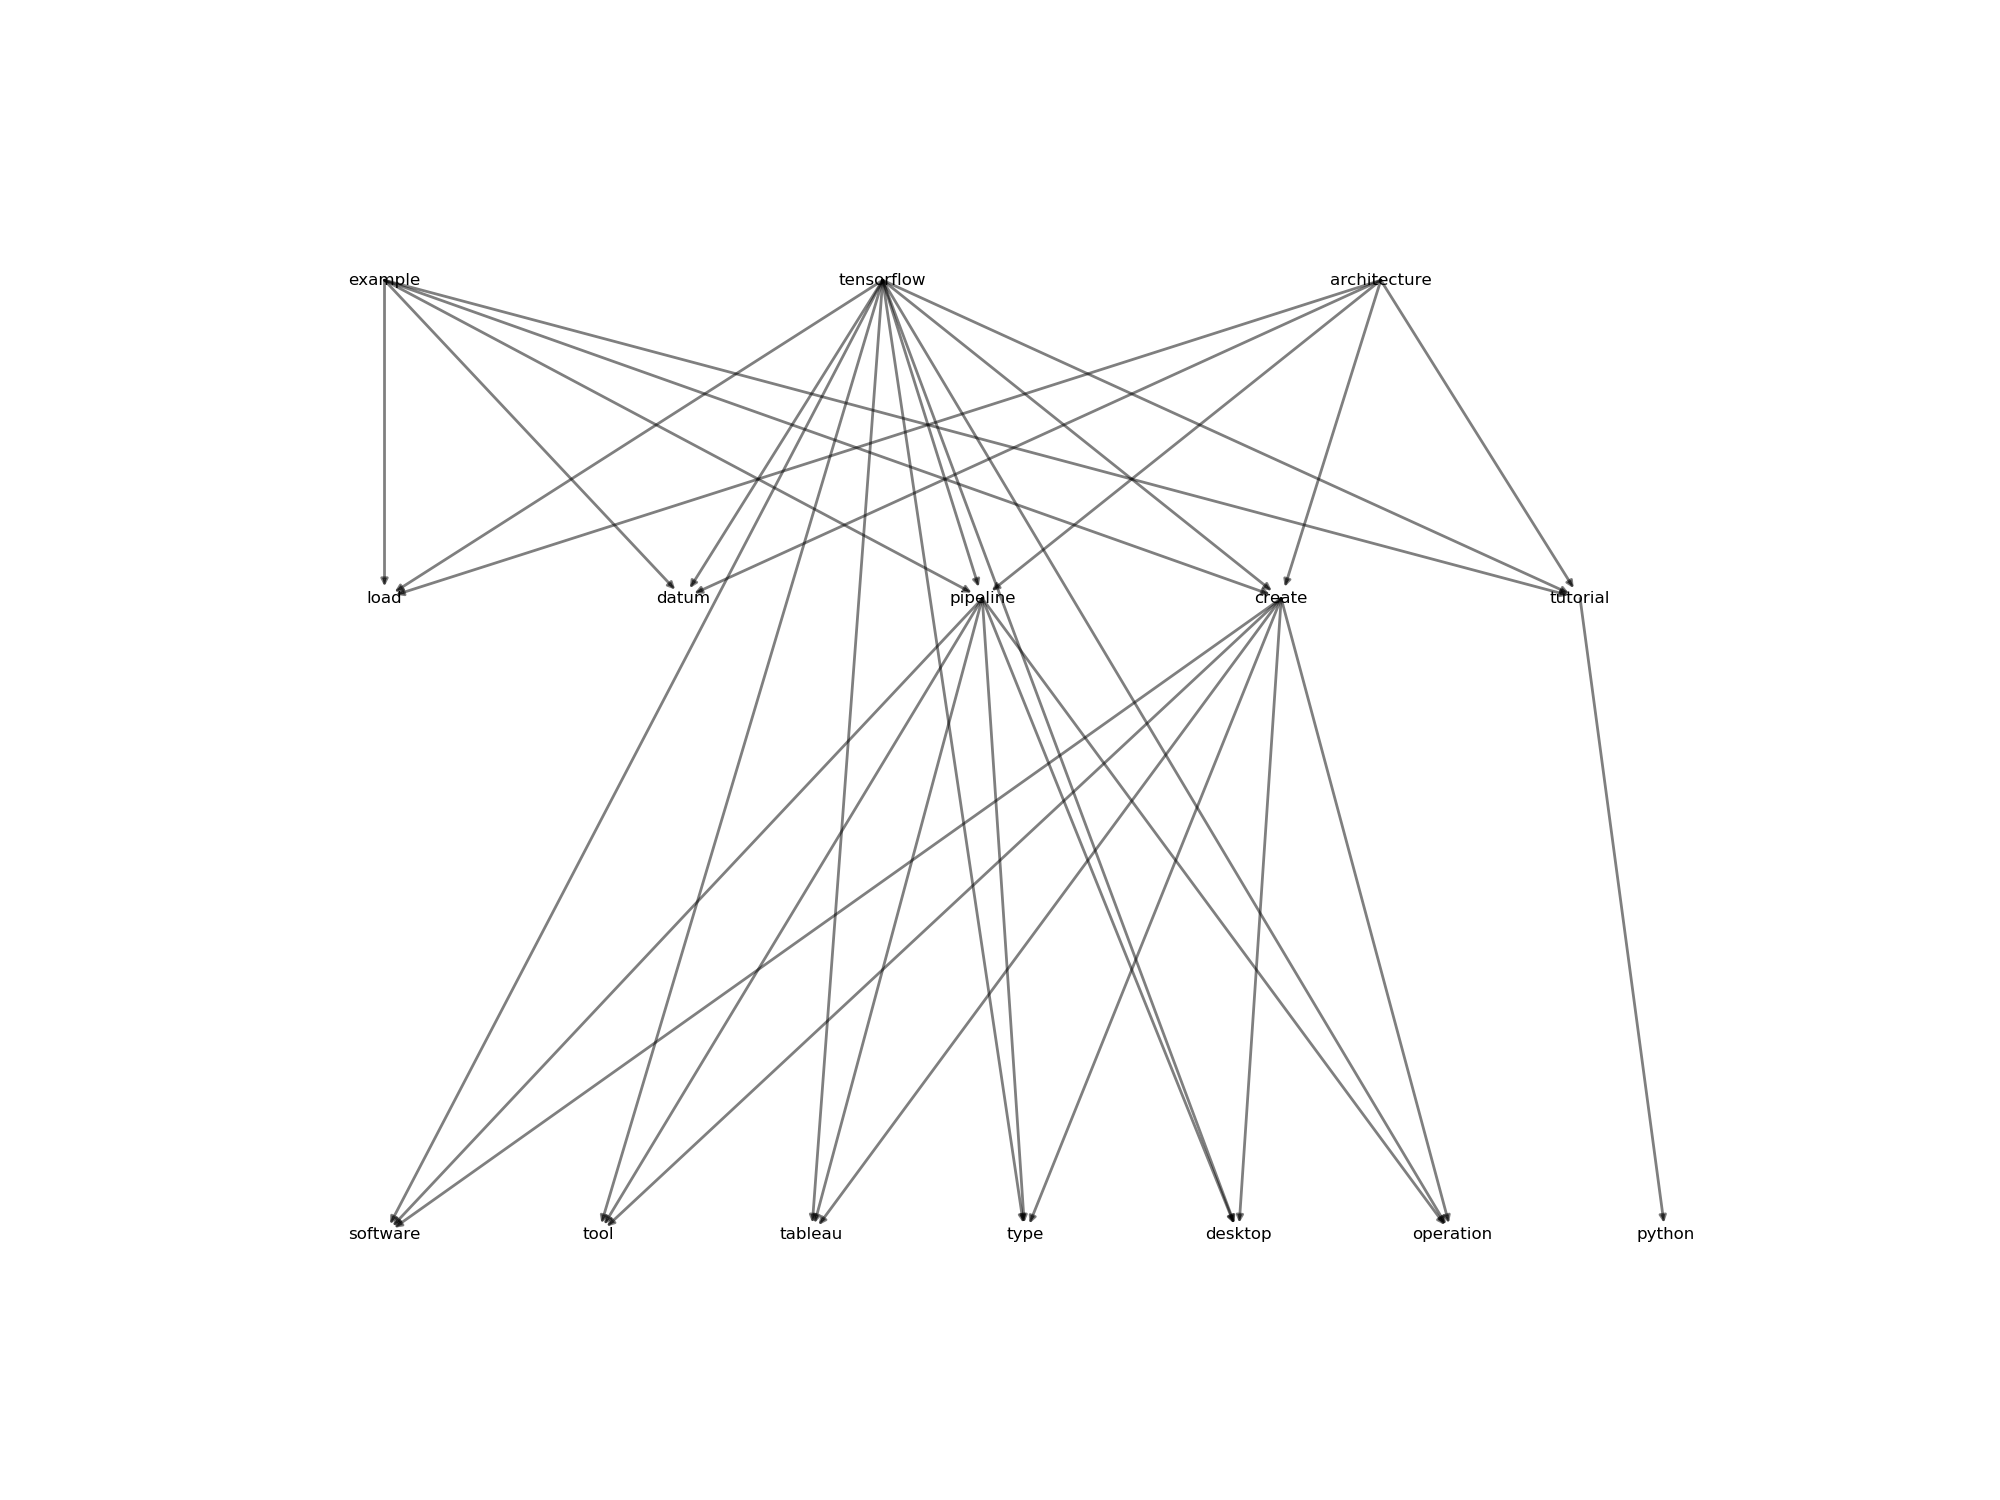 example tensorflow architecture
load datum pipeline create tutorial
software tool tableau type desktop operation python